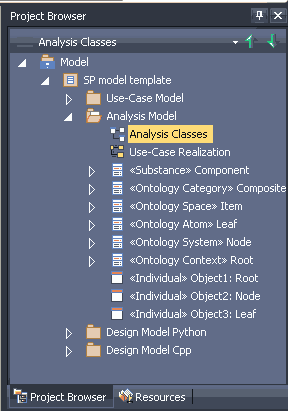 Project Browser
Analysis Classes
Model
SP model template
Use-Case Model
Analysis Model
Analysis Classes
Use-Case Realization
«Substance» Component
«Ontology Category» Composite
«Ontology Space» Item
«Ontology Atom» Leaf
«Ontology System» Node
«Ontology Context» Root
«Individual» Object1: Root
«Individual» Object2: Node
«Individual» Object3: Leaf
Design Model Python
Design Model Cpp
Project Browser Resources